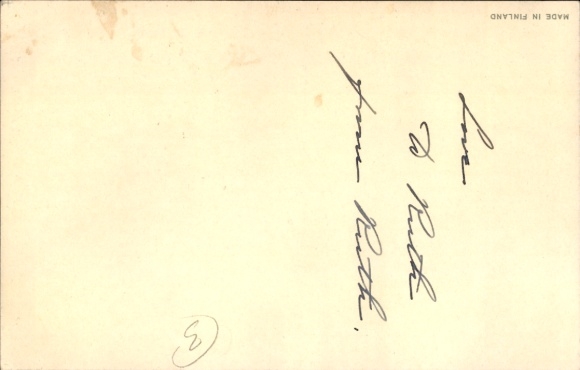 Love
to Ruth
from Ruth.
MADE IN FINLAND
3